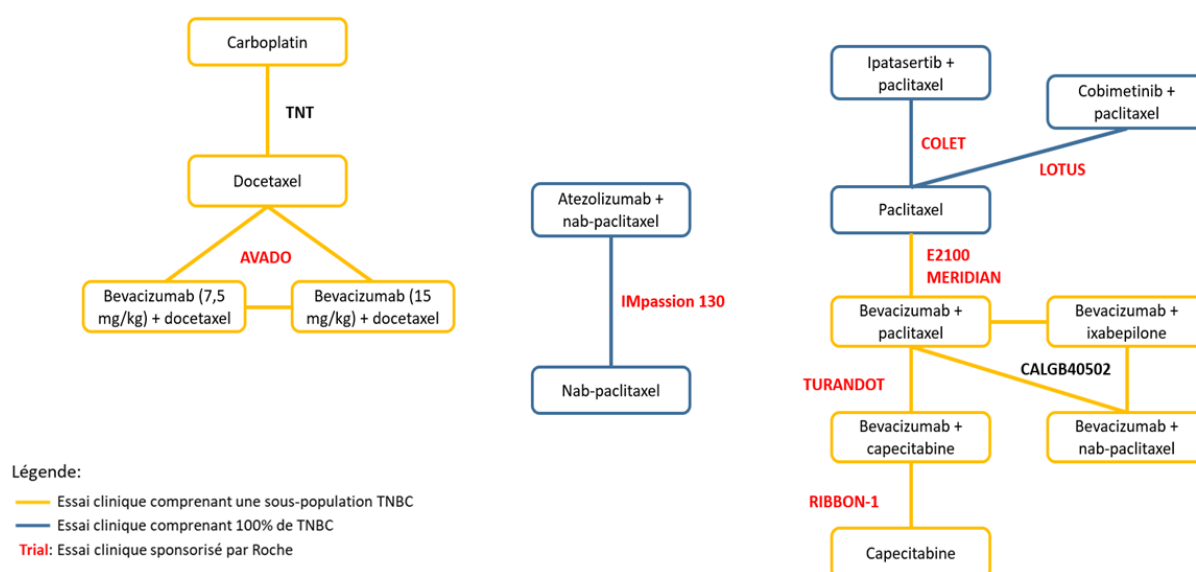 Carboplatin
TNT
Docetaxel
AVADO
Bevacizumab (7,5
mg/kg) + docetaxel
Bevacizumab (15
mg/kg) + docetaxel
Atezolizumab +
nab-paclitaxel
IMpassion 130
Nab-paclitaxel
Ipatasertib +
paclitaxel
Cobimetinib +
paclitaxel
COLET
LOTUS
Paclitaxel
E2100
MERIDIAN
Bevacizumab +
paclitaxel
Bevacizumab +
ixabepilone
CALGB40502
TURANDOT
Bevacizumab +
capecitabine
Bevacizumab +
nab-paclitaxel
RIBBON-1
Capecitabine
Légende:
Essai clinique comprenant une sous-population TNBC
Essai clinique comprenant 100% de TNBC
Trial: Essai clinique sponsorisé par Roche